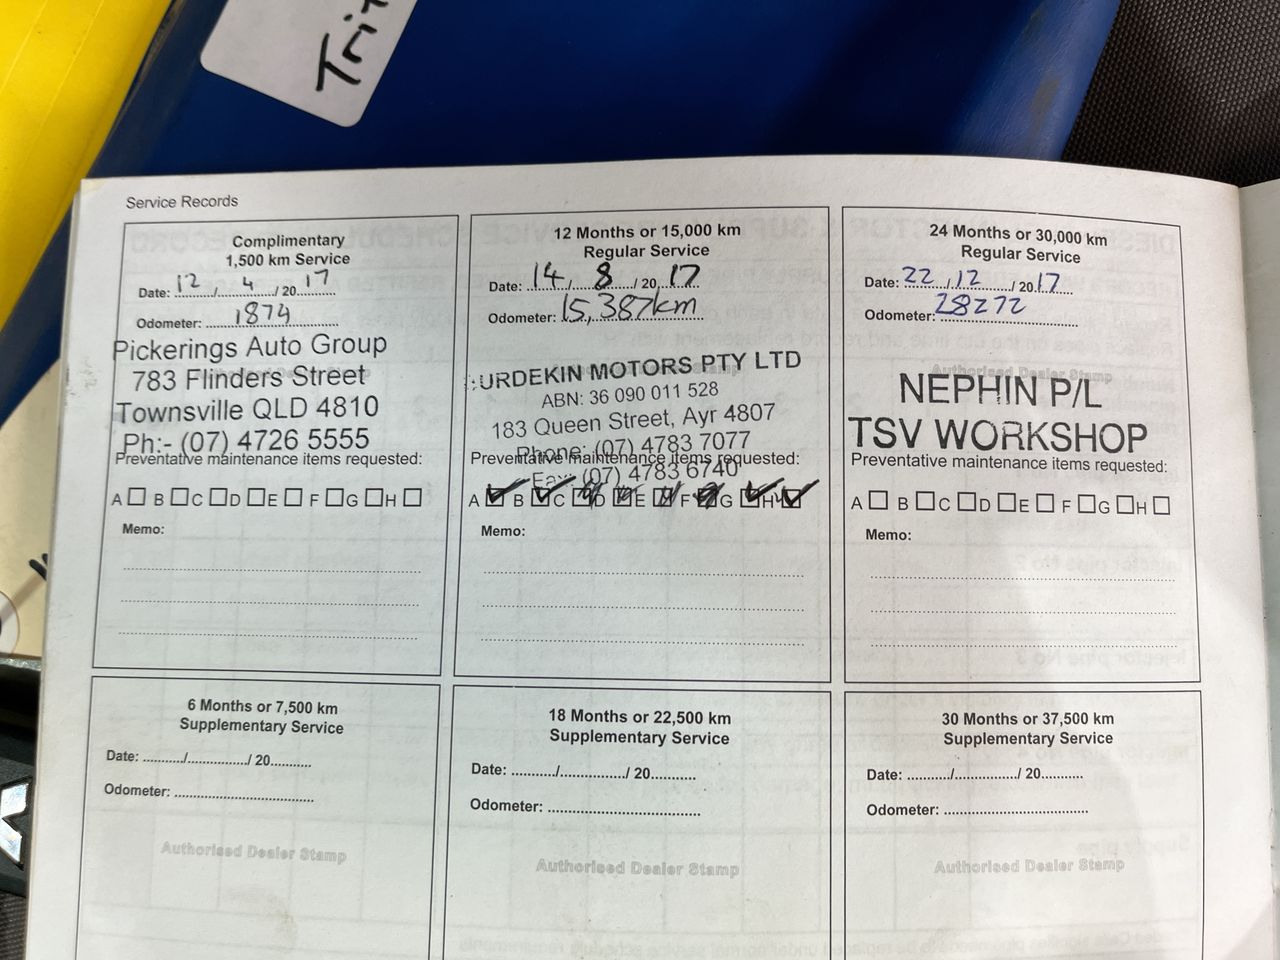 Service Records
Complimentary
1,500 km Service
Date: 12 / 4 / 20 17
Odometer: 1874
Pickerings Auto Group
783 Flinders Street
Townsville QLD 4810
Ph:- (07) 4726 5555
Preventative maintenance items requested:
A B C D E F G H
Memo:
12 Months or 15,000 km
Regular Service
Date: 14 / 8 / 20 17
Odometer: 15,387km
URDEKIN MOTORS PTY LTD
ABN: 36 090 011 528
183 Queen Street, Ayr 4807
Phone: (07) 4783 7077
Fax: (07) 4783 6740
Preventative maintenance items requested:
A B C D E F G H
Memo:
24 Months or 30,000 km
Regular Service
Date: 22 / 12 / 20 17
Odometer: 28272
Authorised Dealer Stamp
NEPHIN P/L
TSV WORKSHOP
Preventative maintenance items requested:
A B C D E F G H
Memo:
6 Months or 7,500 km
Supplementary Service
Date: ........../............../ 20..........
Odometer: ..................................
Authorised Dealer Stamp
18 Months or 22,500 km
Supplementary Service
Date: .........../.............../ 20...........
Odometer: .....................................
Authorised Dealer Stamp
30 Months or 37,500 km
Supplementary Service
Date: ........../.............../ 20..........
Odometer: ...................................
Authorised Dealer Stamp